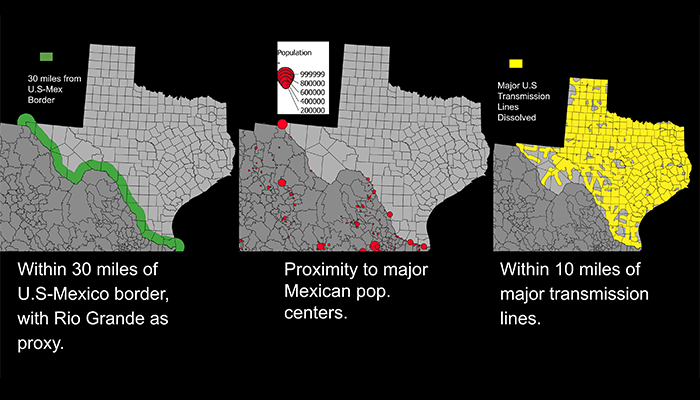 30 miles from
U.S-Mex
Border
Population
999999
800000
600000
400000
200000
Major U.S
Transmission
Lines
Dissolved
Within 30 miles of
U.S-Mexico border,
with Rio Grande as
proxy.
Proximity to major
Mexican pop.
centers.
Within 10 miles of
major transmission
lines.